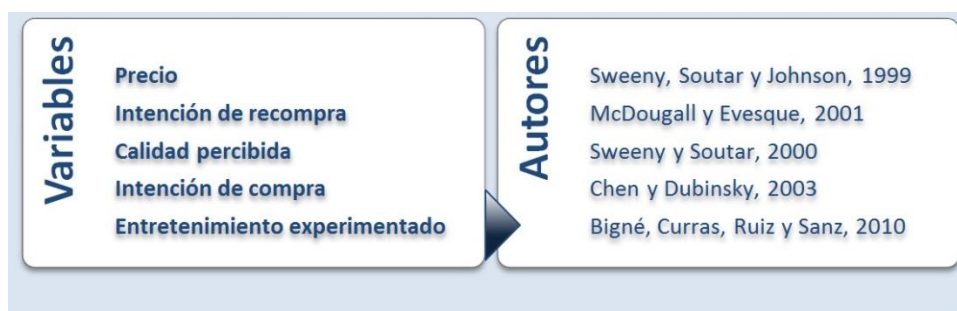 Variables
Precio
Intención de recompra
Calidad percibida
Intención de compra
Entretenimiento experimentado
Autores
Sweeny, Soutar y Johnson, 1999
McDougall y Evesque, 2001
Sweeny y Soutar, 2000
Chen y Dubinsky, 2003
Bigné, Curras, Ruiz y Sanz, 2010